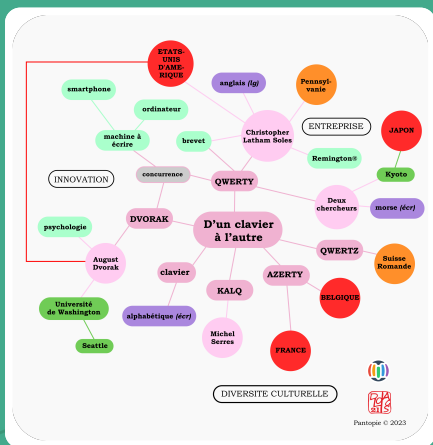 ETATS-
UNIS
D'AME-
RIQUE
smartphone
anglais (lg)
Pennsyl-
vanie
ordinateur
machine à
écrire
brevet
Christopher
Latham Soles
ENTREPRISE
JAPON
Remington®
concurrence
INNOVATION
QWERTY
Kyoto
Deux
chercheurs
morse (écr)
DVORAK
psychologie
D'un clavier
à l'autre
QWERTZ
August
Dvorak
clavier
AZERTY
Suisse
Romande
KALQ
BELGIQUE
Université
de Washington
alphabétique (écr)
Michel
Serres
Seattle
FRANCE
DIVERSITE CULTURELLE
Pantopie © 2023